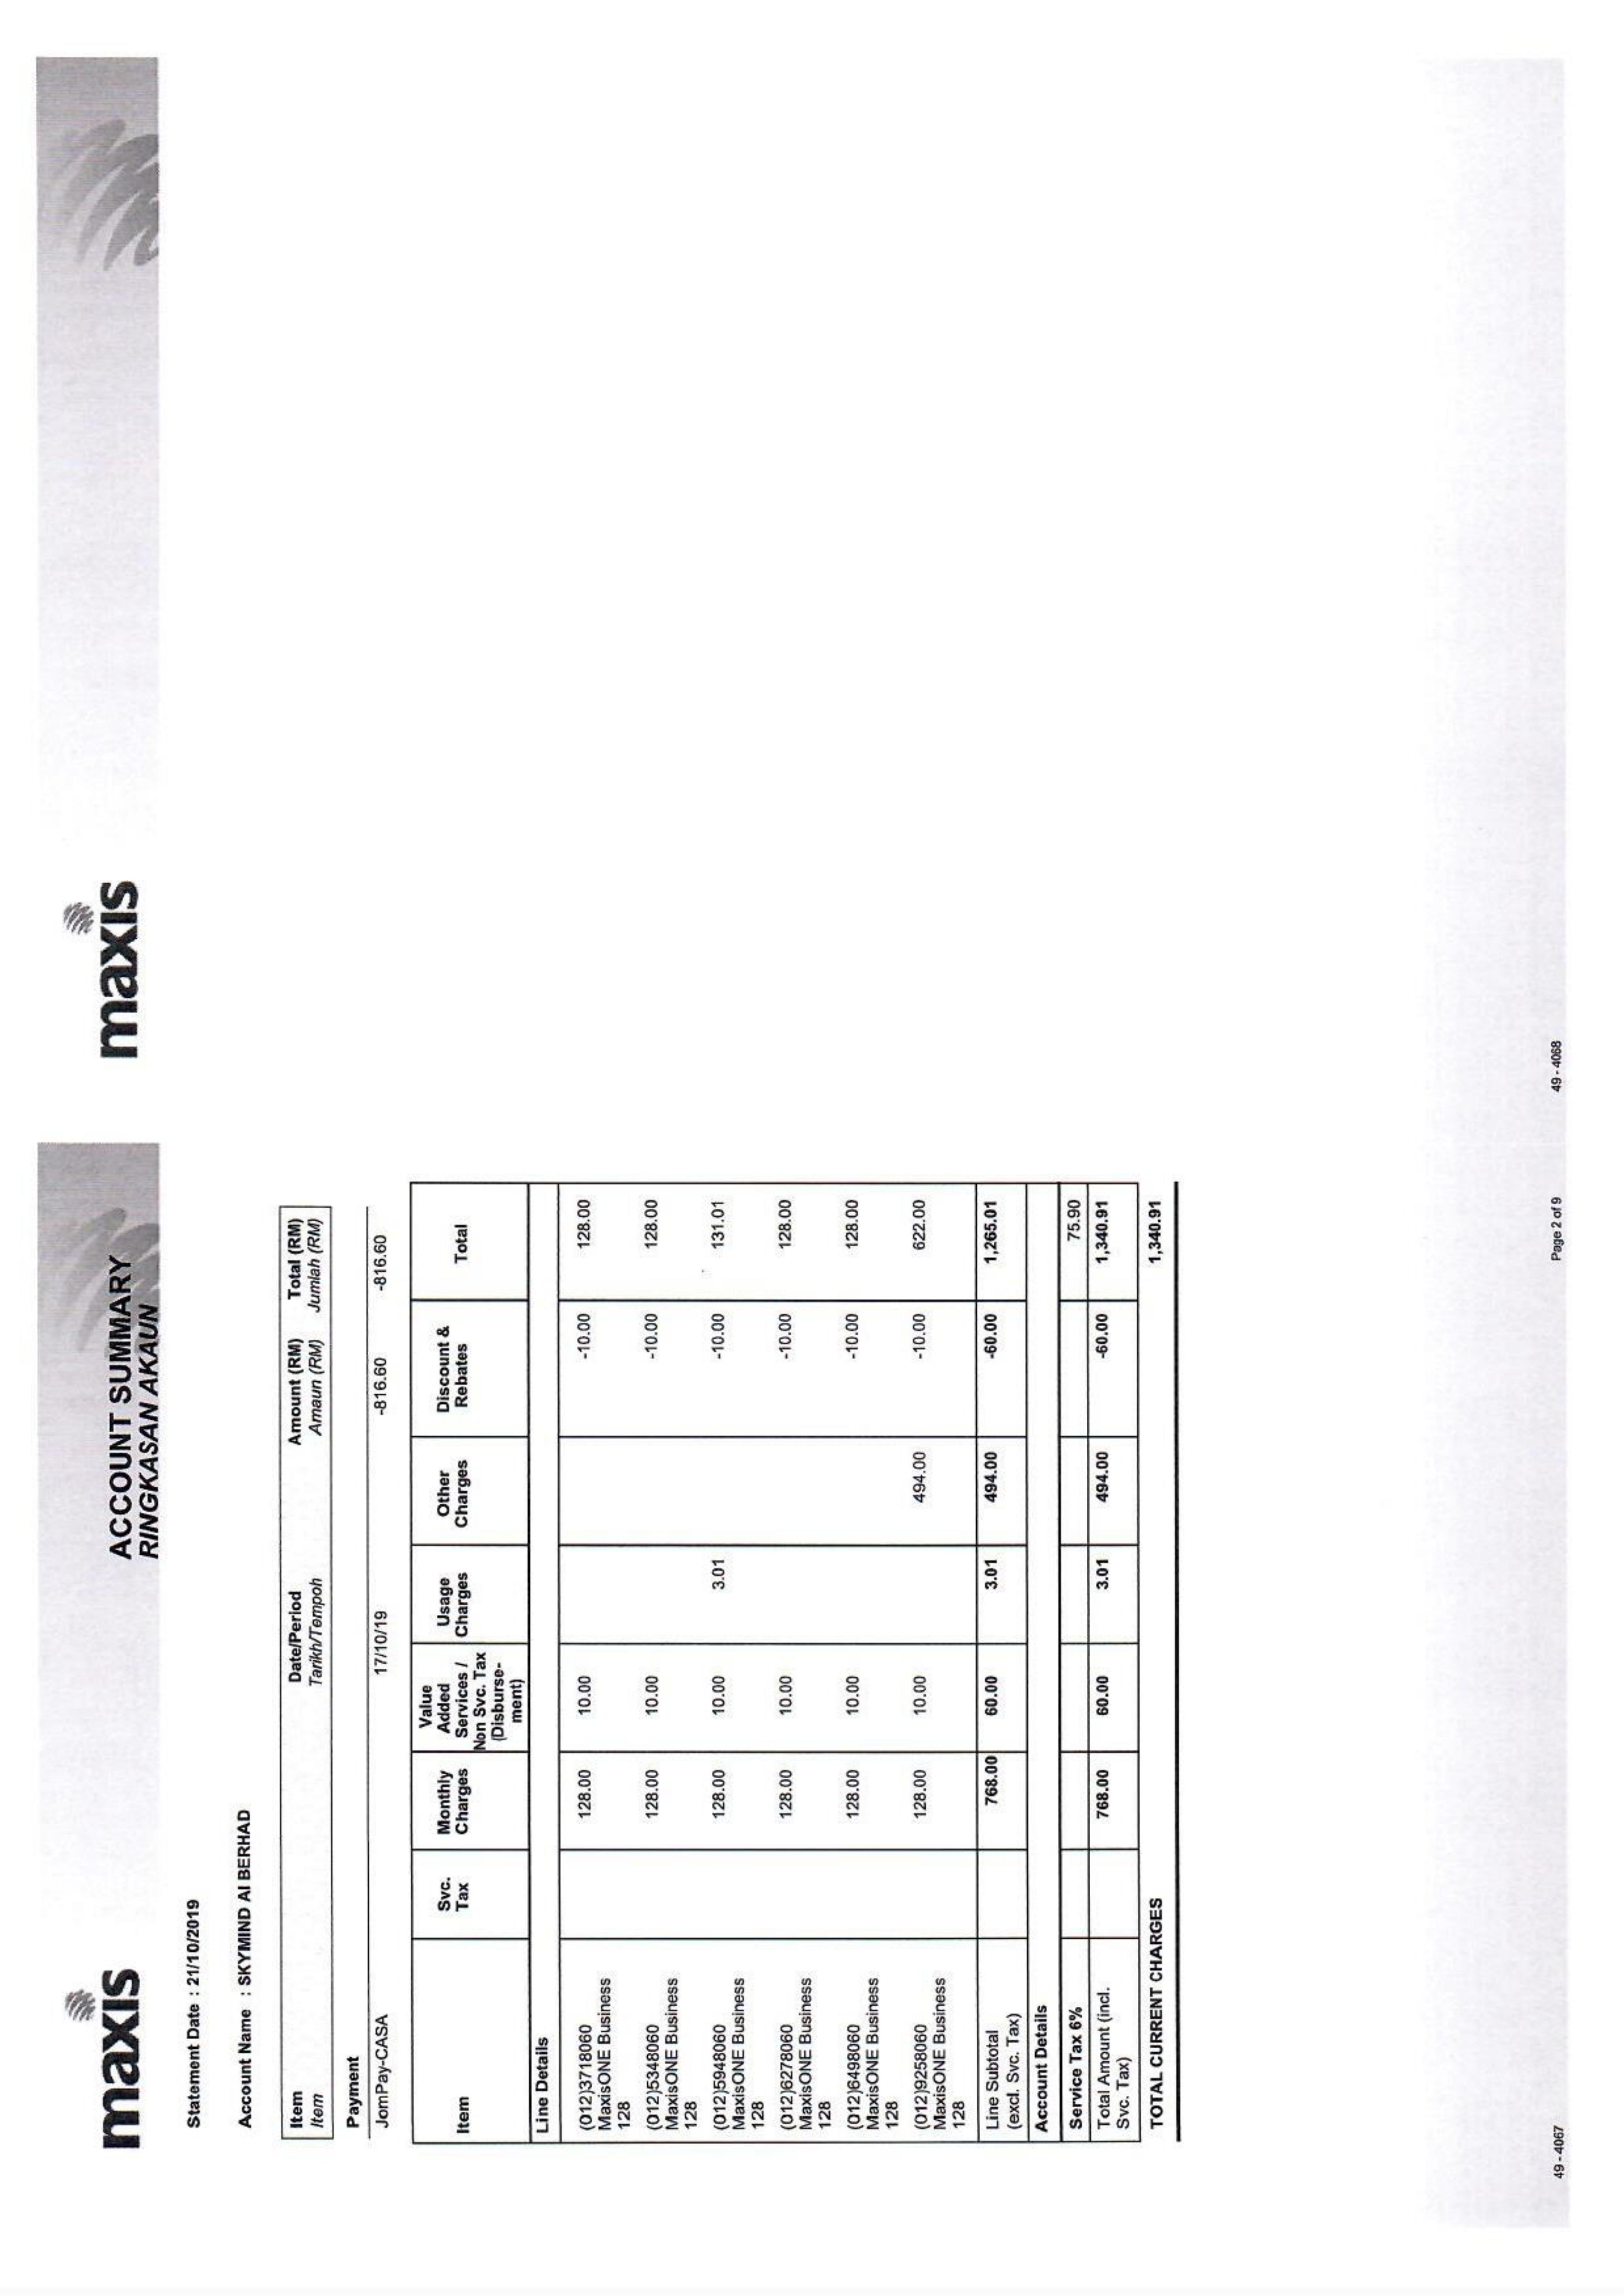 maxis
ACCOUNT SUMMARY
RINGKASAN AKAUN
Statement Date : 21/10/2019
Account Name : SKYMIND AI BERHAD
Item Date/Period Amount (RM) Total (RM)
Item Tarikh/Tempoh Amaun (RM) Jumlah (RM)
Payment
JomPay-CASA 17/10/19 -816.60 -816.60
Item Svc. Tax Monthly Charges Value Added Services / Non Svc. Tax (Disburse-ment) Usage Charges Other Charges Discount & Rebates Total
Line Details
(012)3718060 128.00 10.00 -10.00 128.00
MaxisONE Business
128
(012)5348060 128.00 10.00 -10.00 128.00
MaxisONE Business
128
(012)5948060 128.00 10.00 3.01 -10.00 131.01
MaxisONE Business
128
(012)6278060 128.00 10.00 -10.00 128.00
MaxisONE Business
128
(012)6498060 128.00 10.00 -10.00 128.00
MaxisONE Business
128
(012)9258060 128.00 10.00 494.00 -10.00 622.00
MaxisONE Business
128
Line Subtotal 768.00 60.00 3.01 494.00 -60.00 1,265.01
(excl. Svc. Tax)
Account Details
Service Tax 6% 75.90
Total Amount (incl. 768.00 60.00 3.01 494.00 -60.00 1,340.91
Svc. Tax)
TOTAL CURRENT CHARGES 1,340.91
49 - 4067 Page 2 of 9
maxis
49 - 4068